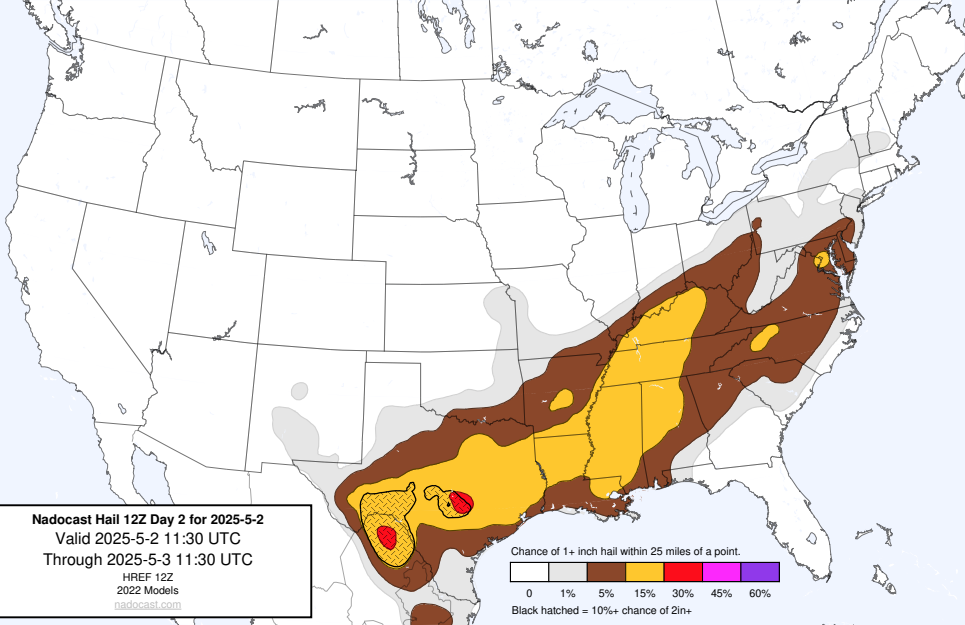 Nadocast Hail 12Z Day 2 for 2025-5-2
Valid 2025-5-2 11:30 UTC
Through 2025-5-3 11:30 UTC
HREF 12Z
2022 Models
nadocast.com
Chance of 1+ inch hail within 25 miles of a point.
0 1% 5% 15% 30% 45% 60%
Black hatched = 10%+ chance of 2in+